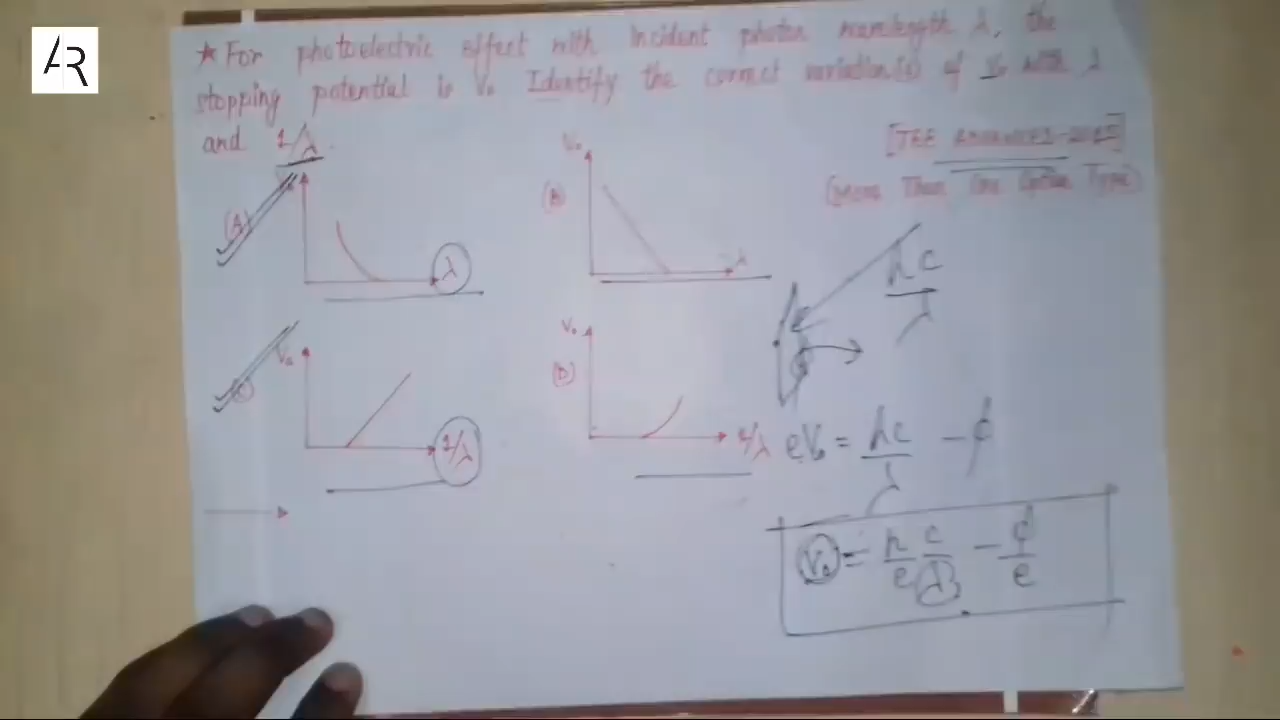 AR
★ For photoelectric effect with incident photon wavelength λ, the
stopping potential is V₀ Identify the correct variation(s) of V₀ with λ
and 1/λ.
[JEE ADVANCED-2015]
(More Than One Option Type)
(A)
λ
(B)
V₀
λ
V₀
1/λ
(D)
V₀
1/λ
hc
λ
eV₀ = hc/λ - ϕ
V₀ = h/e c/λ - ϕ/e